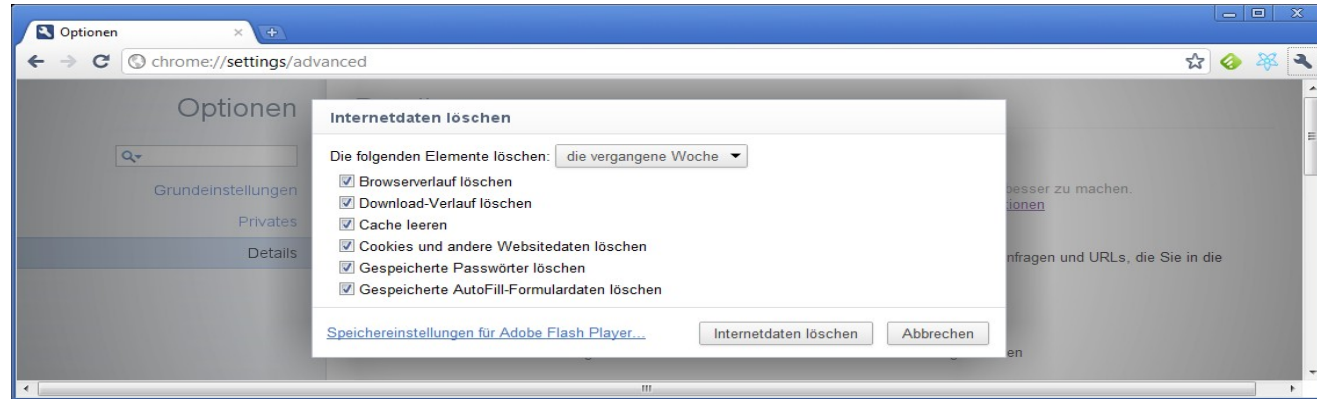 Optionen
chrome://settings/advanced
Optionen
Grundeinstellungen
Privates
Details
Internetdaten löschen
Die folgenden Elemente löschen: die vergangene Woche
Browserverlauf löschen
Download-Verlauf löschen
Cache leeren
Cookies und andere Websitedaten löschen
Gespeicherte Passwörter löschen
Gespeicherte AutoFill-Formulardaten löschen
Speichereinstellungen für Adobe Flash Player... Internetdaten löschen Abbrechen
besser zu machen.
ionen
nfragen und URLs, die Sie in die
en